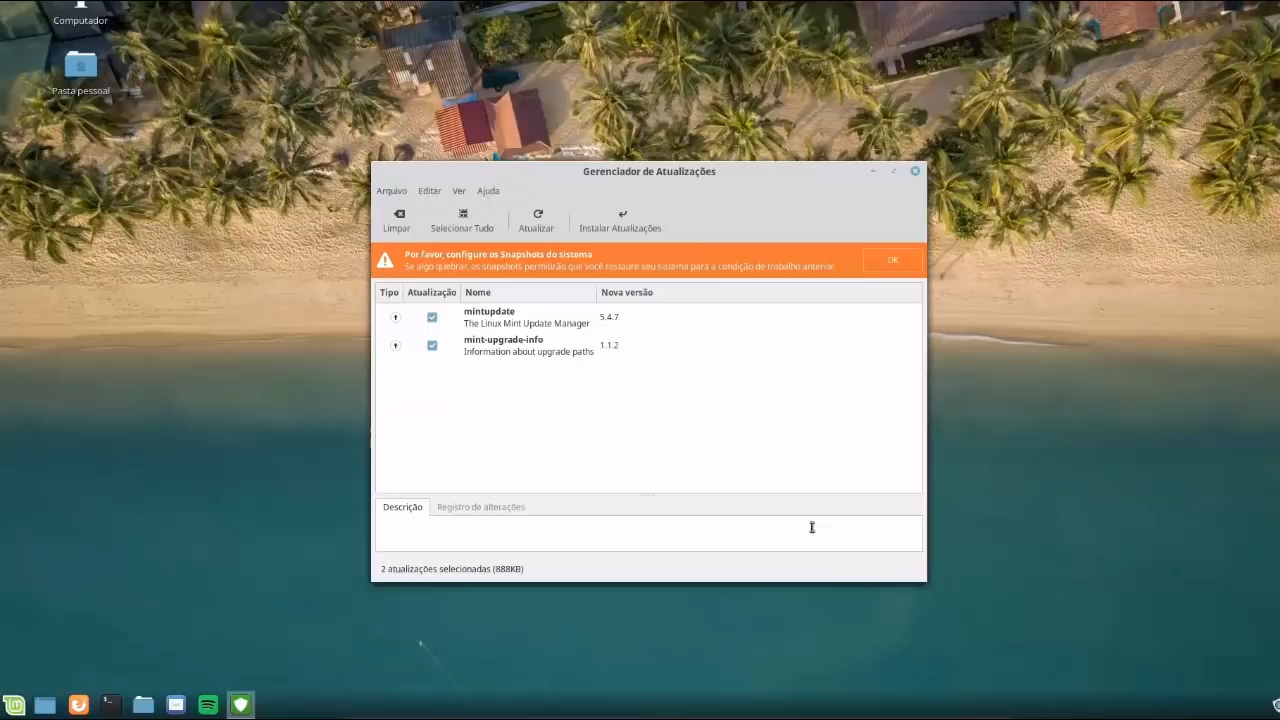 Computador
Pasta pessoal
Gerenciador de Atualizações
Arquivo Editar Ver Ajuda
Limpar Selecionar Tudo Atualizar Instalar Atualizações
Por favor, configure os Snapshots do sistema
Se algo quebrar, os snapshots permitirão que você restaure seu sistema para a condição de trabalho anterior.
OK
Tipo Atualização Nome Nova versão
mintupdate
The Linux Mint Update Manager
5.4.7
mint-upgrade-info
Information about upgrade paths
1.1.2
Descrição Registro de alterações
2 atualizações selecionadas (888KB)